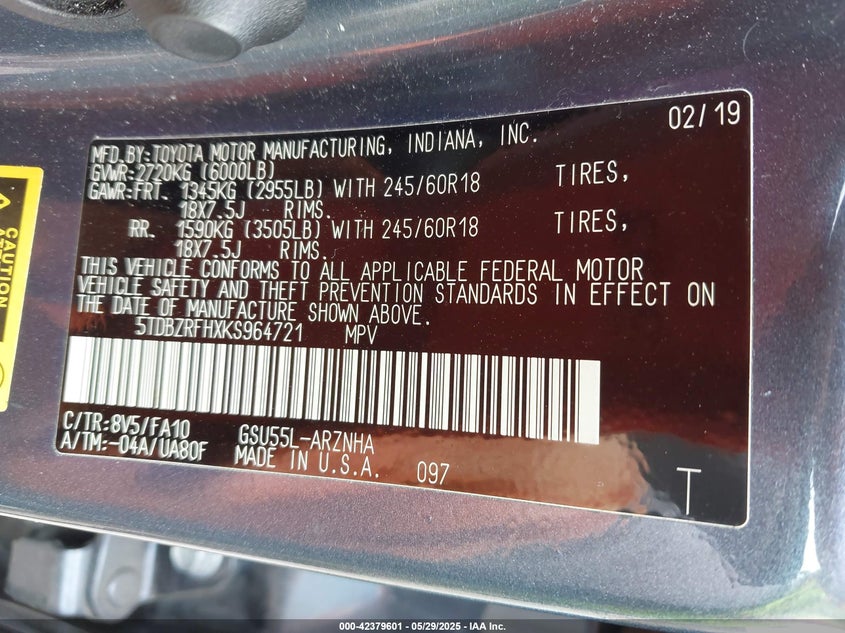 02/19
MFD.BY:TOYOTA MOTOR MANUFACTURING, INDIANA, INC.
GVWR:2720KG (6000LB)
GAWR:FRT. 1345KG (2955LB) WITH 245/60R18 TIRES,
18X7.5J RIMS.
RR. 1590KG (3505LB) WITH 245/60R18 TIRES,
18X7.5J RIMS.
THIS VEHICLE CONFORMS TO ALL APPLICABLE FEDERAL MOTOR
VEHICLE SAFETY AND THEFT PREVENTION STANDARDS IN EFFECT ON
THE DATE OF MANUFACTURE SHOWN ABOVE.
5TDBZRFHXKS964721 MPV
C/TR:8V5/FA10 GSU55L-ARZNHA
A/TM:-04A/UA80F MADE IN U.S.A. 097
T
CAUTION
000-42379601 - 05/29/2025 - IAA Inc.